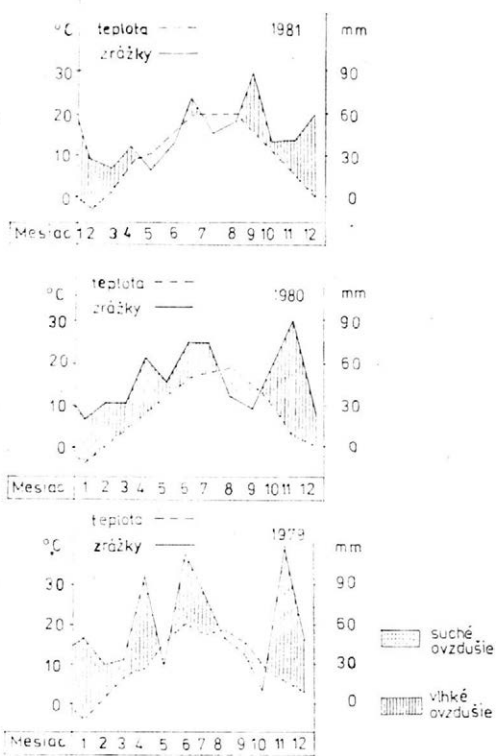 °C teplota 1981 mm
zrážky
30 90
20 60
10 30
0 0
Mesiac 1 2 3 4 5 6 7 8 9 10 11 12
°C teplota 1980 mm
zrážky
30 90
20 60
10 30
0 0
Mesiac 1 2 3 4 5 6 7 8 9 10 11 12
teplota 1979
°C zrážky mm
30 90
20 60
10 30
0 0
Mesiac 1 2 3 4 5 6 7 8 9 10 11 12
suché
ovzdušie
vlhké
ovzdušie